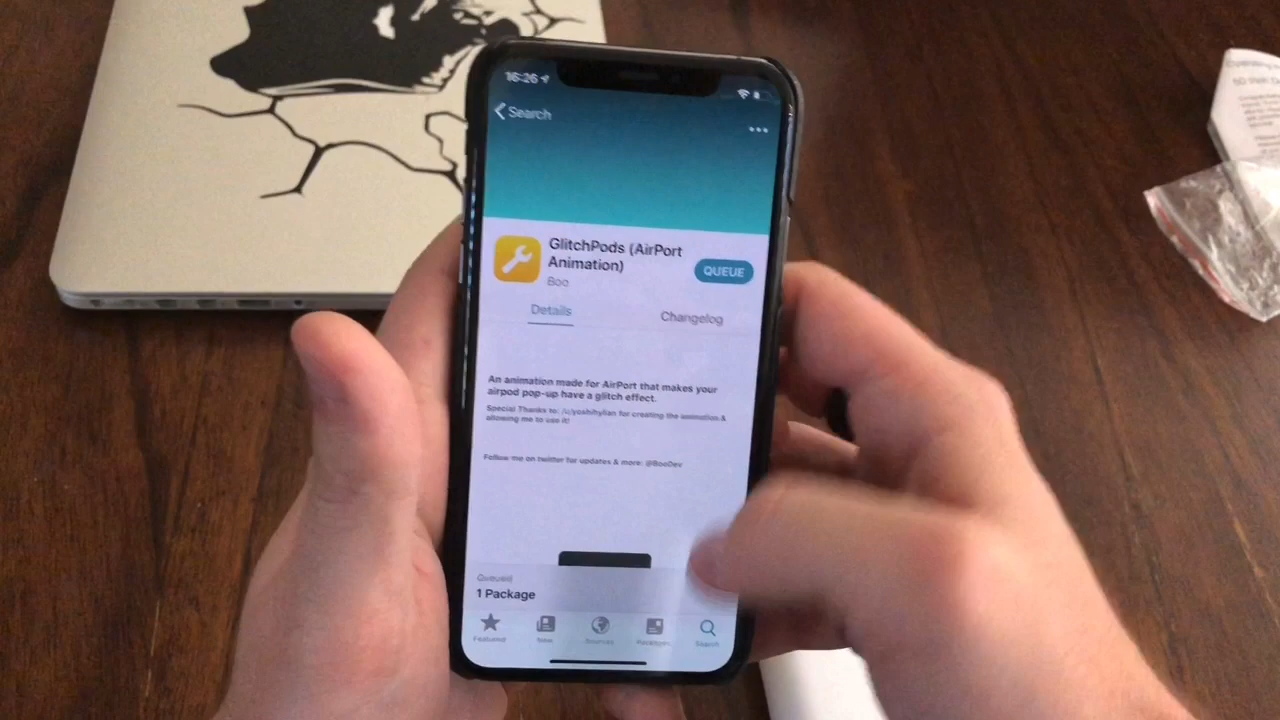 16:26
Search
GlitchPods (AirPort
Animation)
QUEUE
Boo
Details
Changelog
An animation made for AirPort that makes your
airpod pop-up have a glitch effect.
Special Thanks to: /u/yoshihylian for creating the animation &
allowing me to use it!
Follow me on twitter for updates & more: @BooDev
Queued
1 Package
Featured
New
Sources
Packages
Search